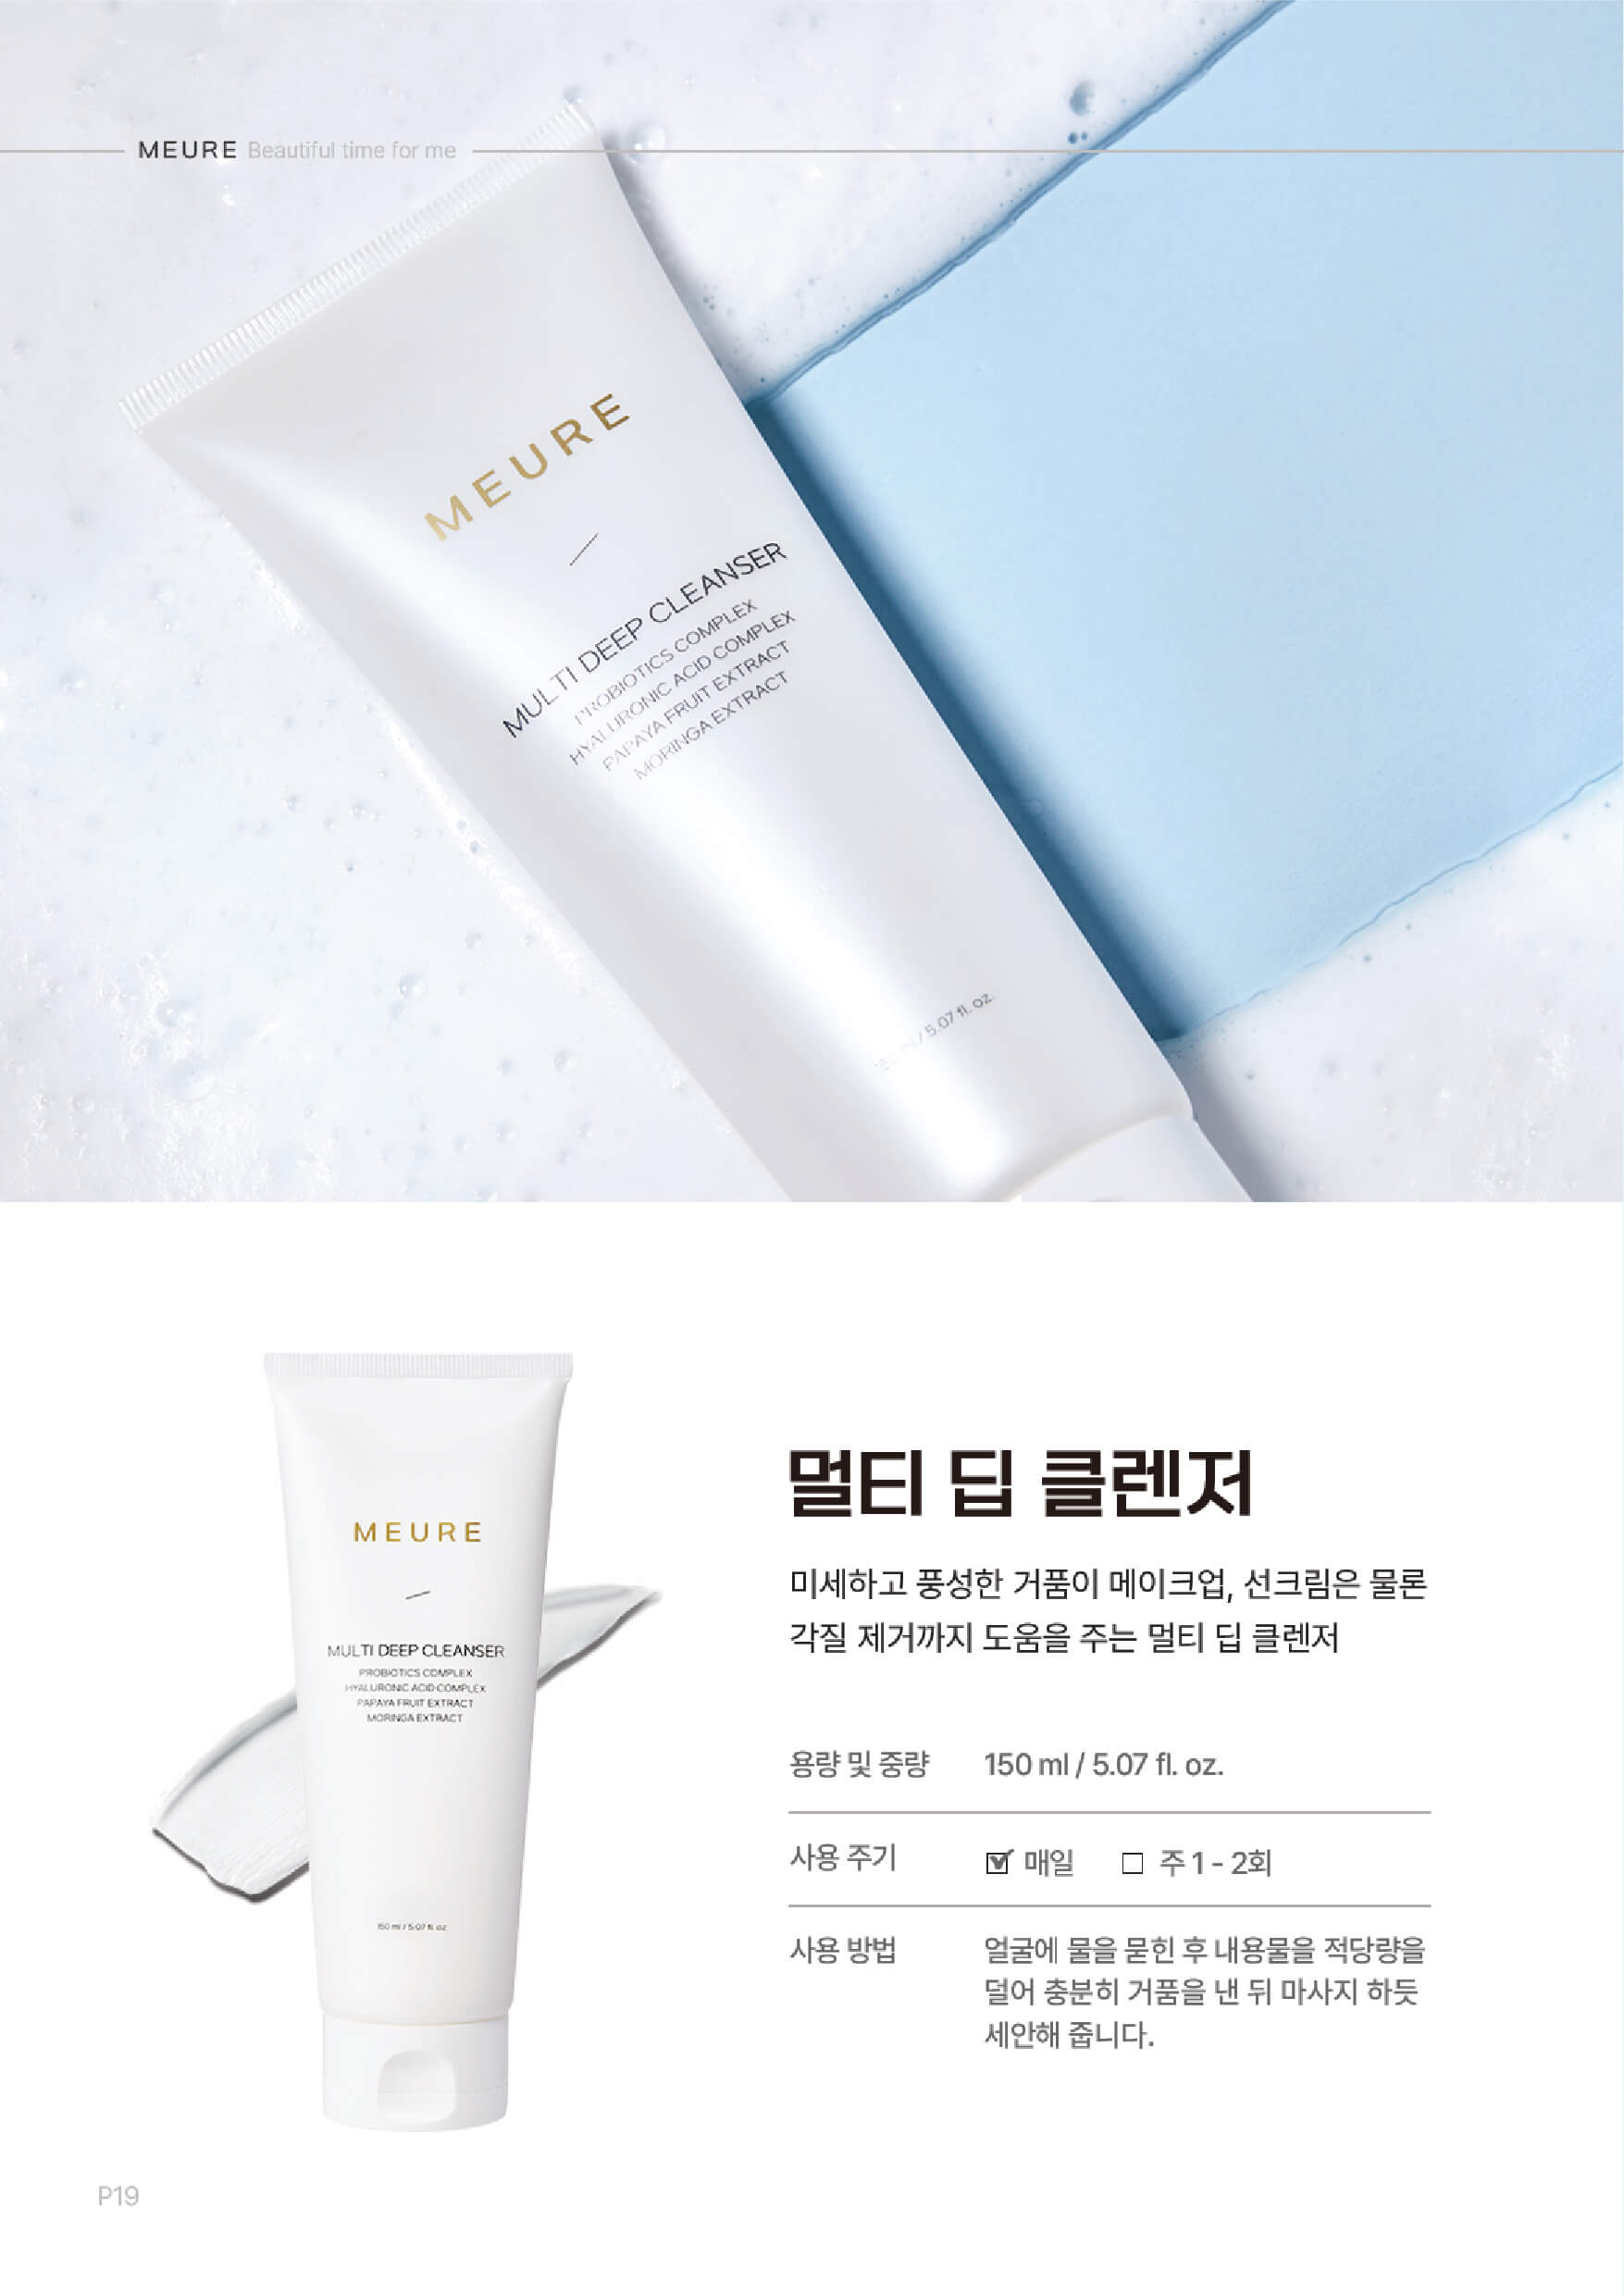 MEURE Beautiful time for me
MEURE
MULTI DEEP CLEANSER
PROBIOTICS COMPLEX
HYALURONIC ACID COMPLEX
PAPAYA FRUIT EXTRACT
MORINGA EXTRACT
/ 5.07 fl. oz.
멀티 딥 클렌저
미세하고 풍성한 거품이 메이크업, 선크림은 물론
각질 제거까지 도움을 주는 멀티 딥 클렌저
MEURE
MULTI DEEP CLEANSER
PROBIOTICS COMPLEX
HYALURONIC ACID COMPLEX
PAPAYA FRUIT EXTRACT
MORINGA EXTRACT
150 ml / 5.07 fl. oz.
용량 및 중량 150 ml / 5.07 fl. oz.
사용 주기 ☑ 매일 ☐ 주 1 - 2회
사용 방법 얼굴에 물을 묻힌 후 내용물을 적당량을
덜어 충분히 거품을 낸 뒤 마사지 하듯
세안해 줍니다.
P19